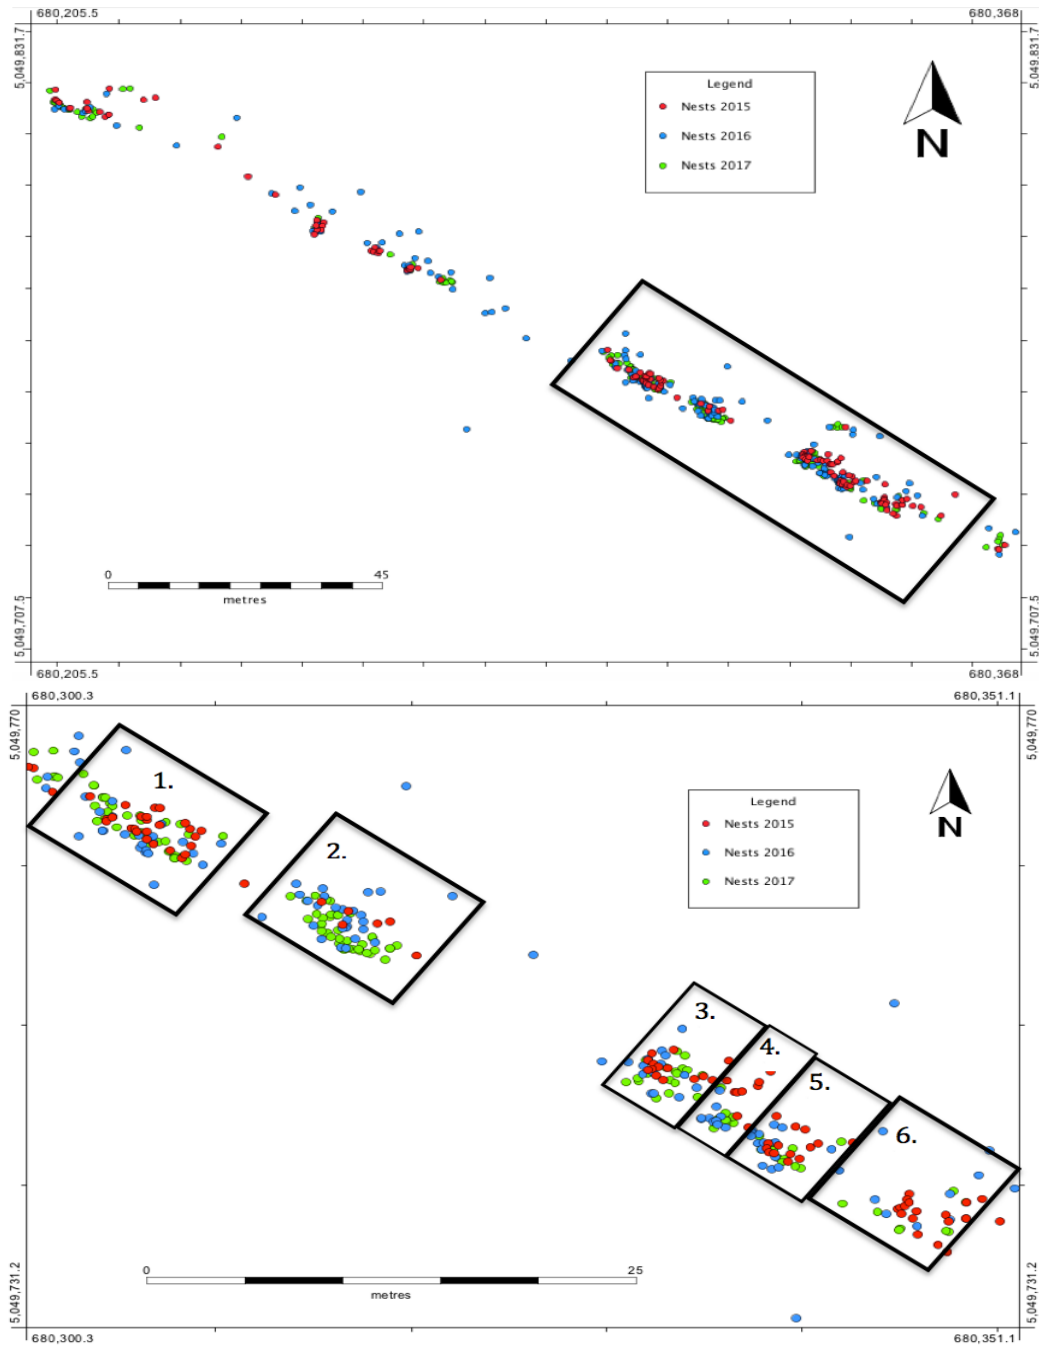 680,205.5 680,368
5,049,831.7 5,049,831.7
Legend
Nests 2015
Nests 2016
Nests 2017
N
0 45
metres
5,049,707.5 5,049,707.5
680,205.5 680,368
680,300.3 680,351.1
5,049,770 5,049,770
1.
Legend
Nests 2015
Nests 2016
Nests 2017
N
2.
3.
4.
5.
6.
0 25
metres
5,049,731.2 5,049,731.2
680,300.3 680,351.1